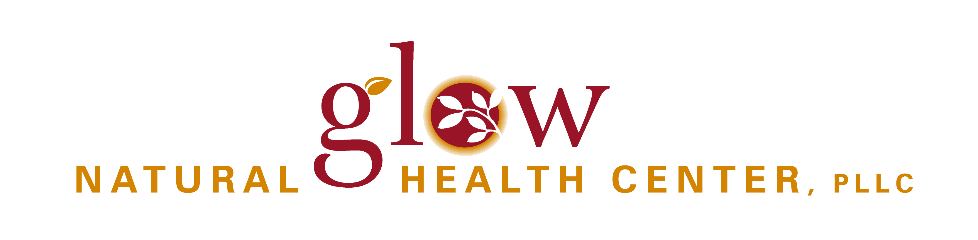 glow
NATURAL HEALTH CENTER, PLLC